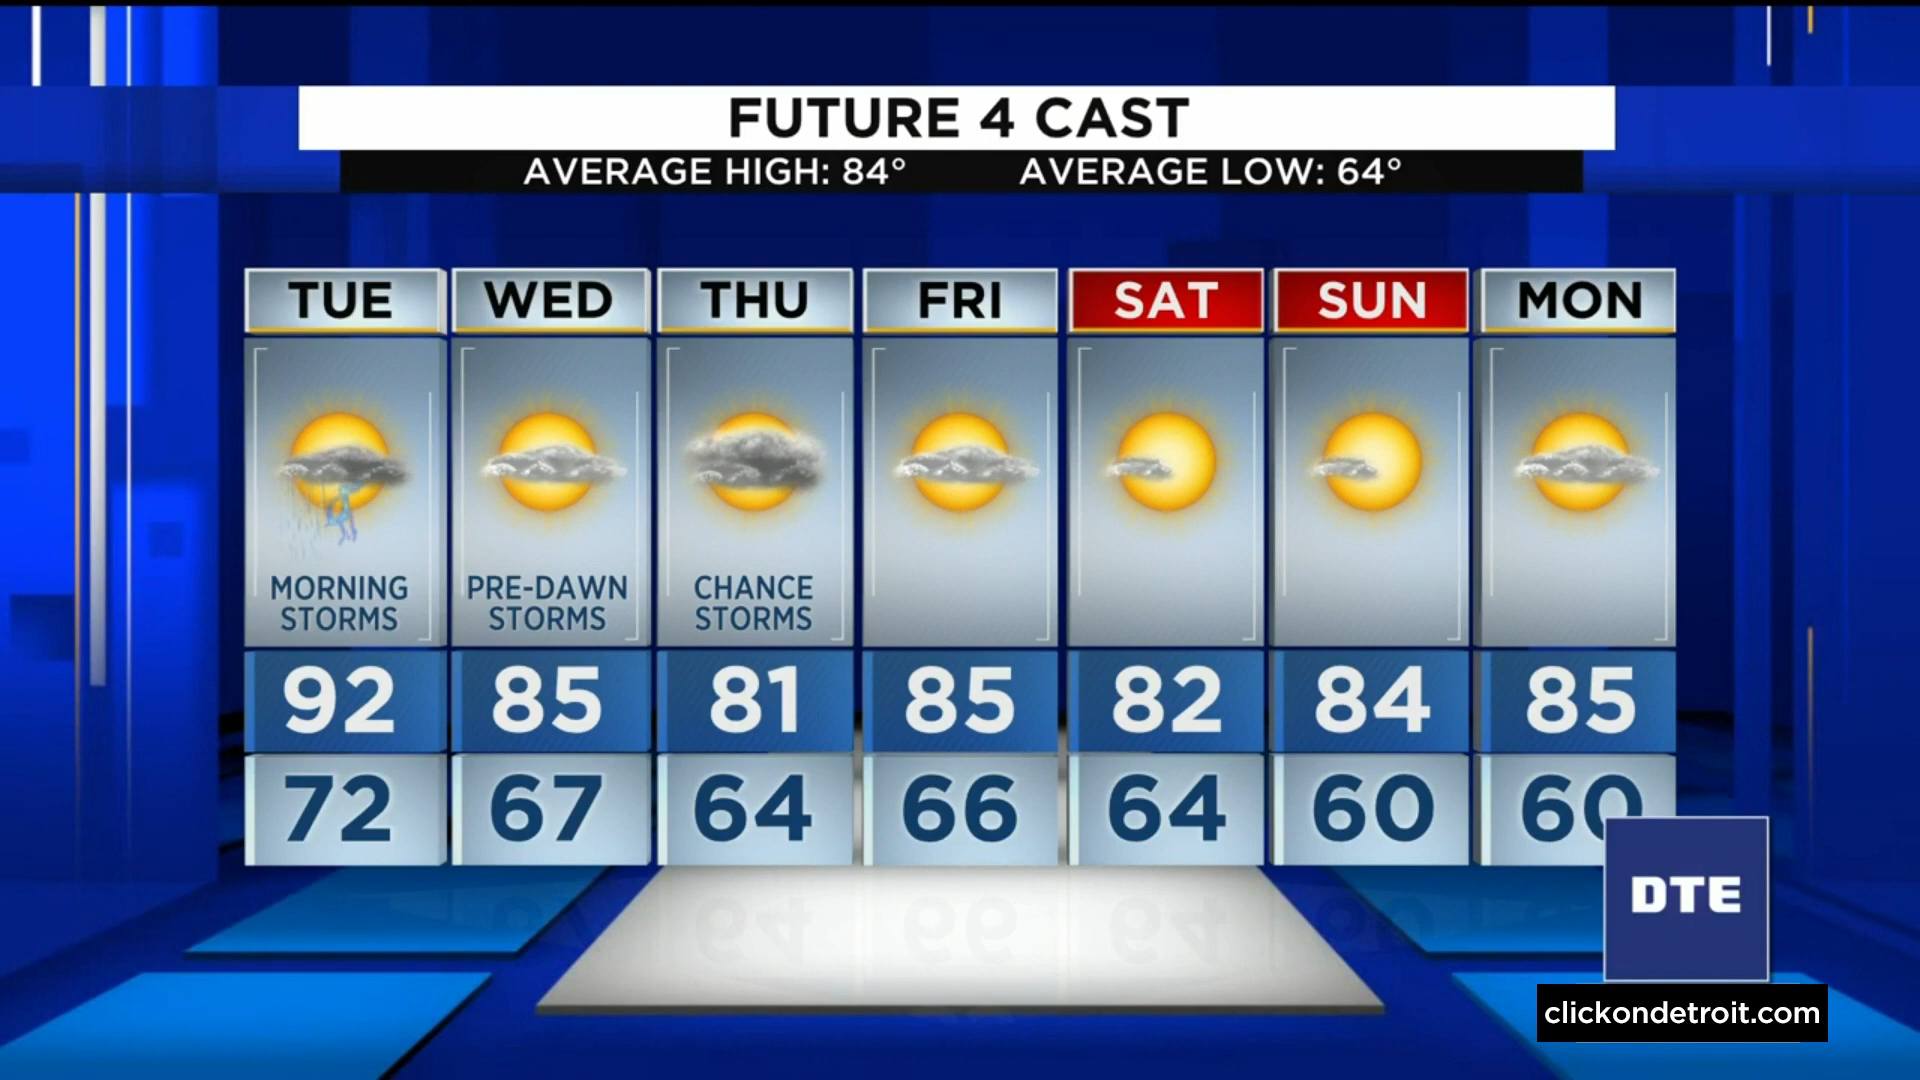 FUTURE 4 CAST
AVERAGE HIGH: 84° AVERAGE LOW: 64°
TUE WED THU FRI SAT SUN MON
MORNING STORMS
PRE-DAWN STORMS
CHANCE STORMS
92 85 81 85 82 84 85
72 67 64 66 64 60 60
DTE
clickondetroit.com